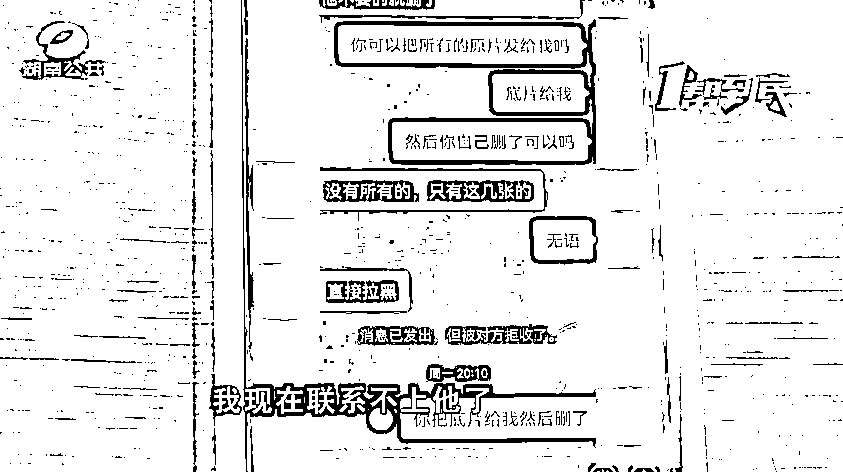 湖南公共
你可以把所有的原片发给我吗
1帮到底
底片给我
然后你自己删了可以吗
没有所有的，只有这几张的
无语
直接拉黑
消息已发出，但被对方拒收了。
周一 20:10
我现在联系不上他了
你把底片给我然后删了